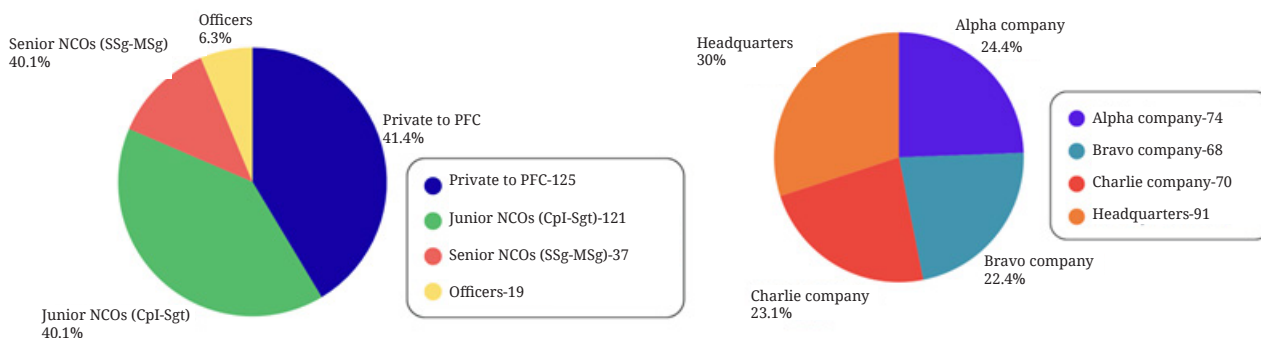 Officers
6.3%
Senior NCOs (SSg-MSg)
40.1%
Private to PFC
41.4%
Private to PFC-125
Junior NCOs (CpI-Sgt)-121
Senior NCOs (SSg-MSg)-37
Officers-19
Junior NCOs (CpI-Sgt)
40.1%
Alpha company
24.4%
Headquarters
30%
Alpha company-74
Bravo company-68
Charlie company-70
Headquarters-91
Bravo company
22.4%
Charlie company
23.1%